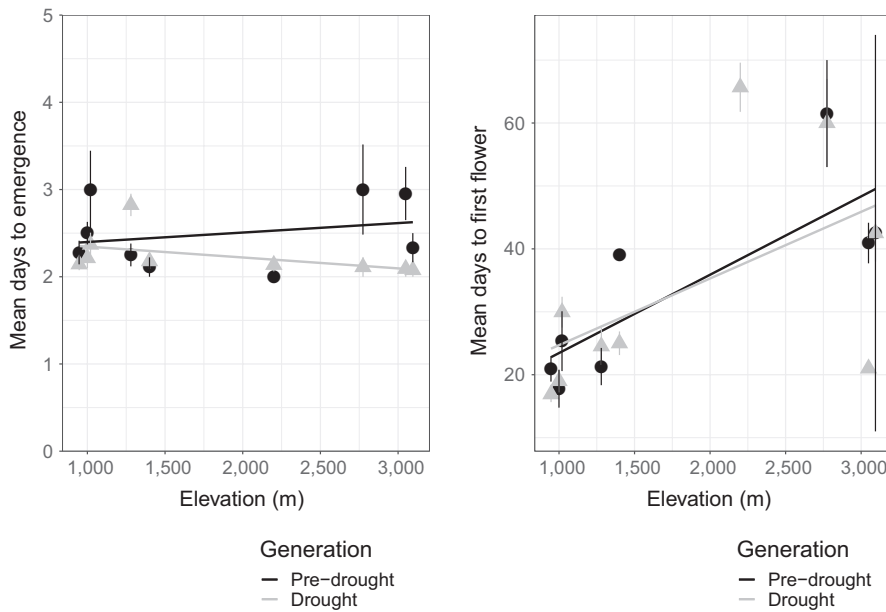 5
4
3
2
1
0
Mean days to emergence
1,000 1,500 2,000 2,500 3,000
Elevation (m)
Generation
Pre−drought
Drought
60
40
20
Mean days to first flower
1,000 1,500 2,000 2,500 3,000
Elevation (m)
Generation
Pre−drought
Drought